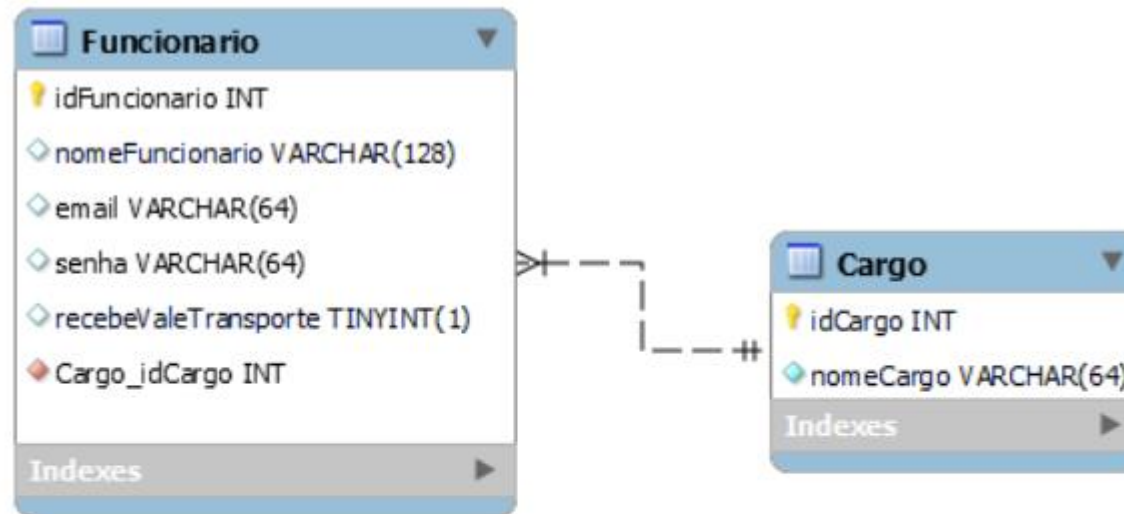 Funcionario
idFuncionario INT
nomeFuncionario VARCHAR(128)
email VARCHAR(64)
senha VARCHAR(64)
recebeValeTransporte TINYINT(1)
Cargo_idCargo INT
Indexes
Cargo
idCargo INT
nomeCargo VARCHAR(64)
Indexes